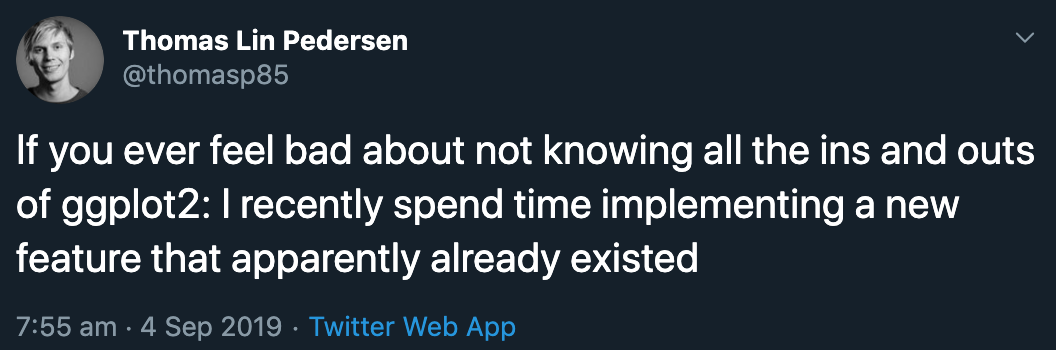 Thomas Lin Pedersen
@thomasp85
If you ever feel bad about not knowing all the ins and outs
of ggplot2: I recently spend time implementing a new
feature that apparently already existed
7:55 am · 4 Sep 2019 · Twitter Web App